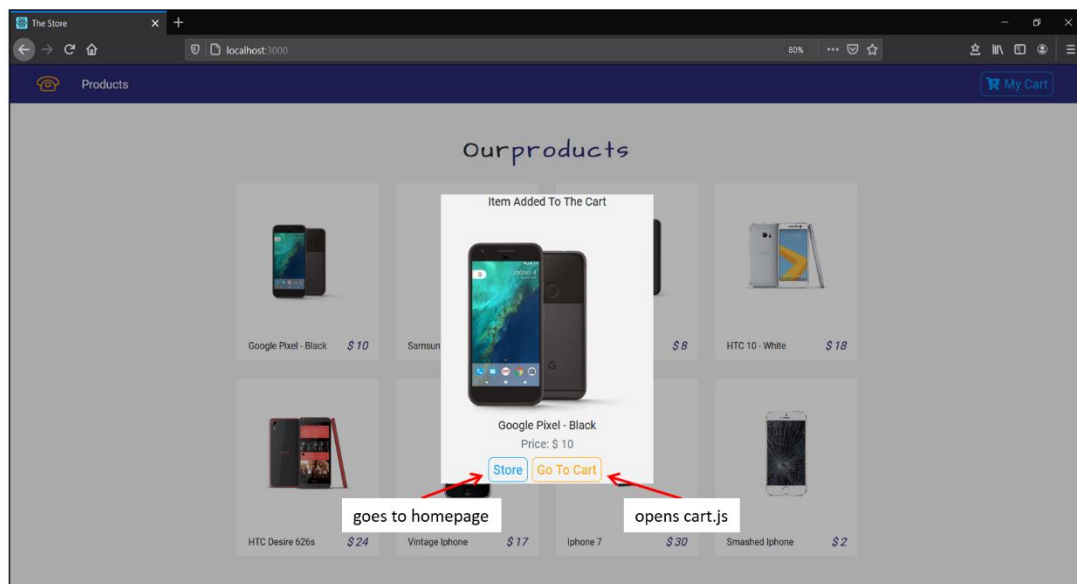 The Store
localhost:3000
80%
Products
My Cart
Ourproducts
Item Added To The Cart
Google Pixel - Black $ 10
Samsun
$ 8
HTC 10 - White $ 18
Google Pixel - Black
Price: $ 10
Store Go To Cart
goes to homepage
opens cart.js
HTC Desire 626s $ 24
Vintage Iphone $ 17
Iphone 7 $ 30
Smashed Iphone $ 2